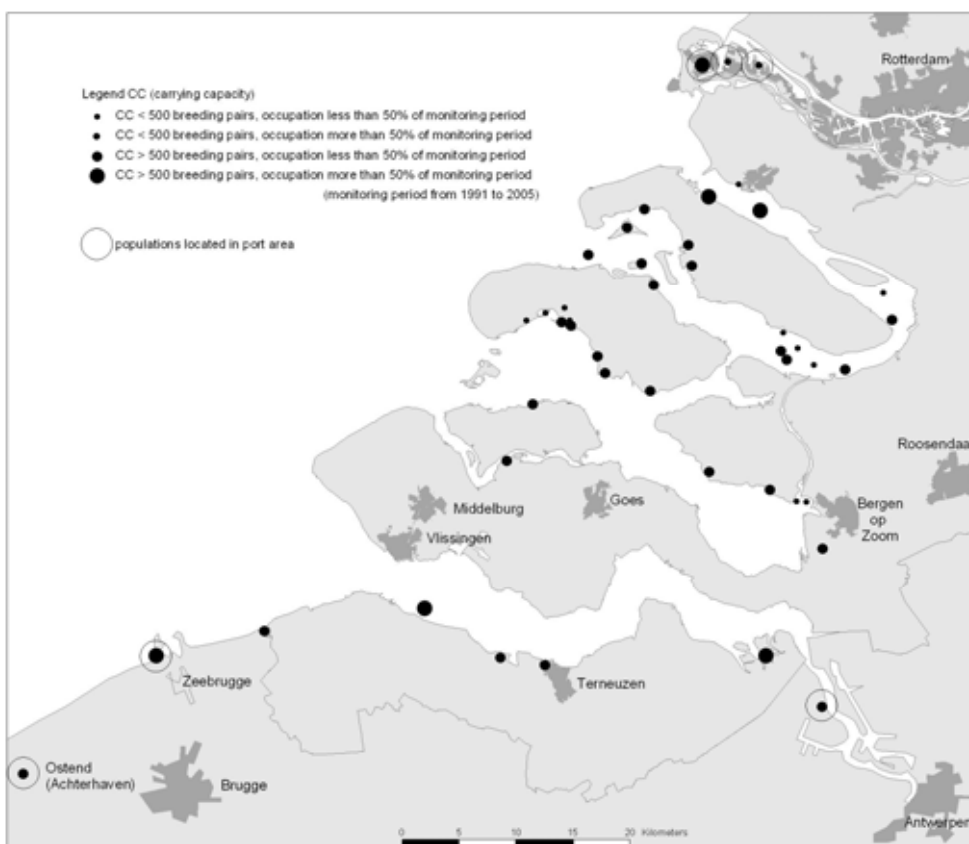 Rotterdam
Legend CC (carrying capacity)
CC < 500 breeding pairs, occupation less than 50% of monitoring period
CC < 500 breeding pairs, occupation more than 50% of monitoring period
CC > 500 breeding pairs, occupation less than 50% of monitoring period
CC > 500 breeding pairs, occupation more than 50% of monitoring period
(monitoring period from 1991 to 2005)
populations located in port area
Roosendaa
Middelburg
Goes
Bergen
op
Zoom
Vlissingen
Zeebrugge
Terneuzen
Ostend
(Achterhaven)
Brugge
Antwerpen
0 5 10 15 20 Kilometers